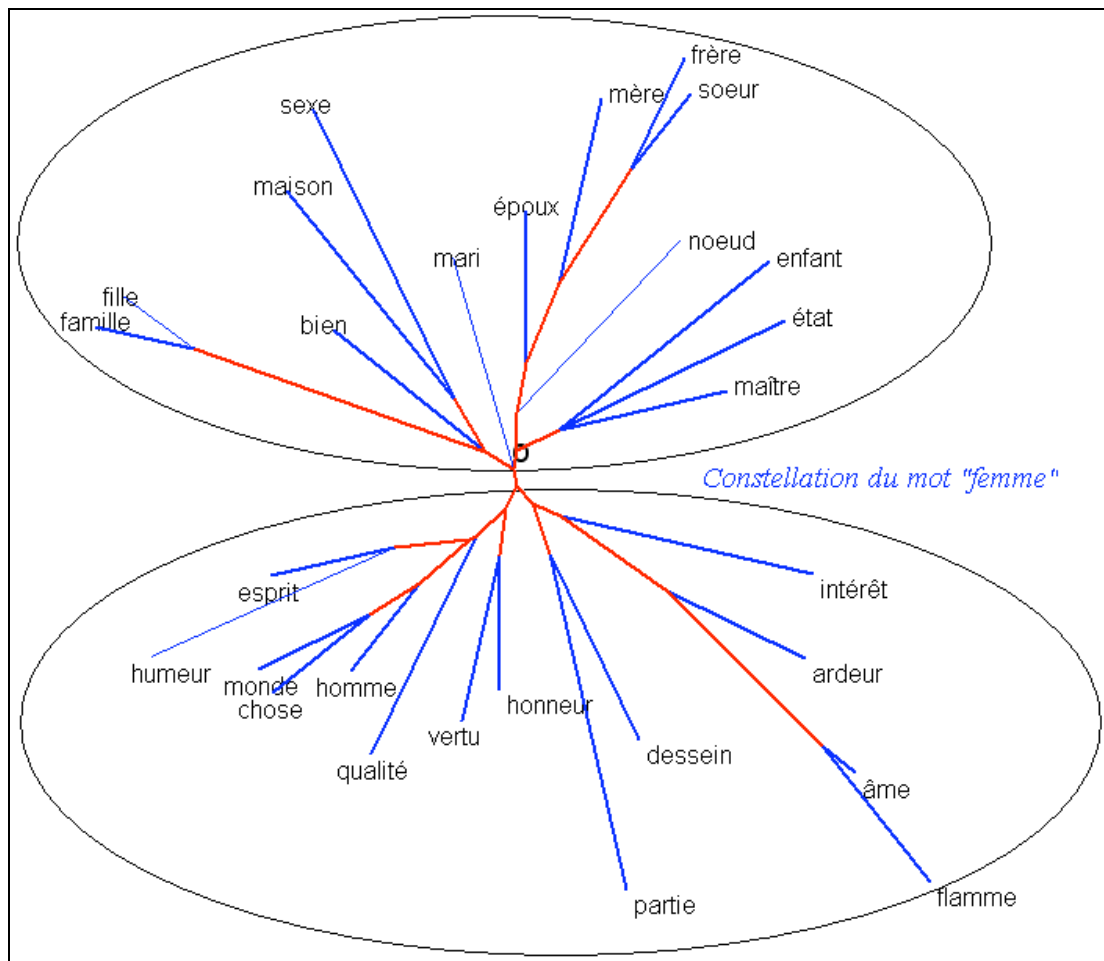 frère
soeur
mère
sexe
maison
époux
noeud
mari
enfant
fille
famille
bien
état
maître
O
Constellation du mot "femme"
esprit
intérêt
humeur
monde
homme
ardeur
chose
honneur
vertu
dessein
qualité
âme
partie
flamme